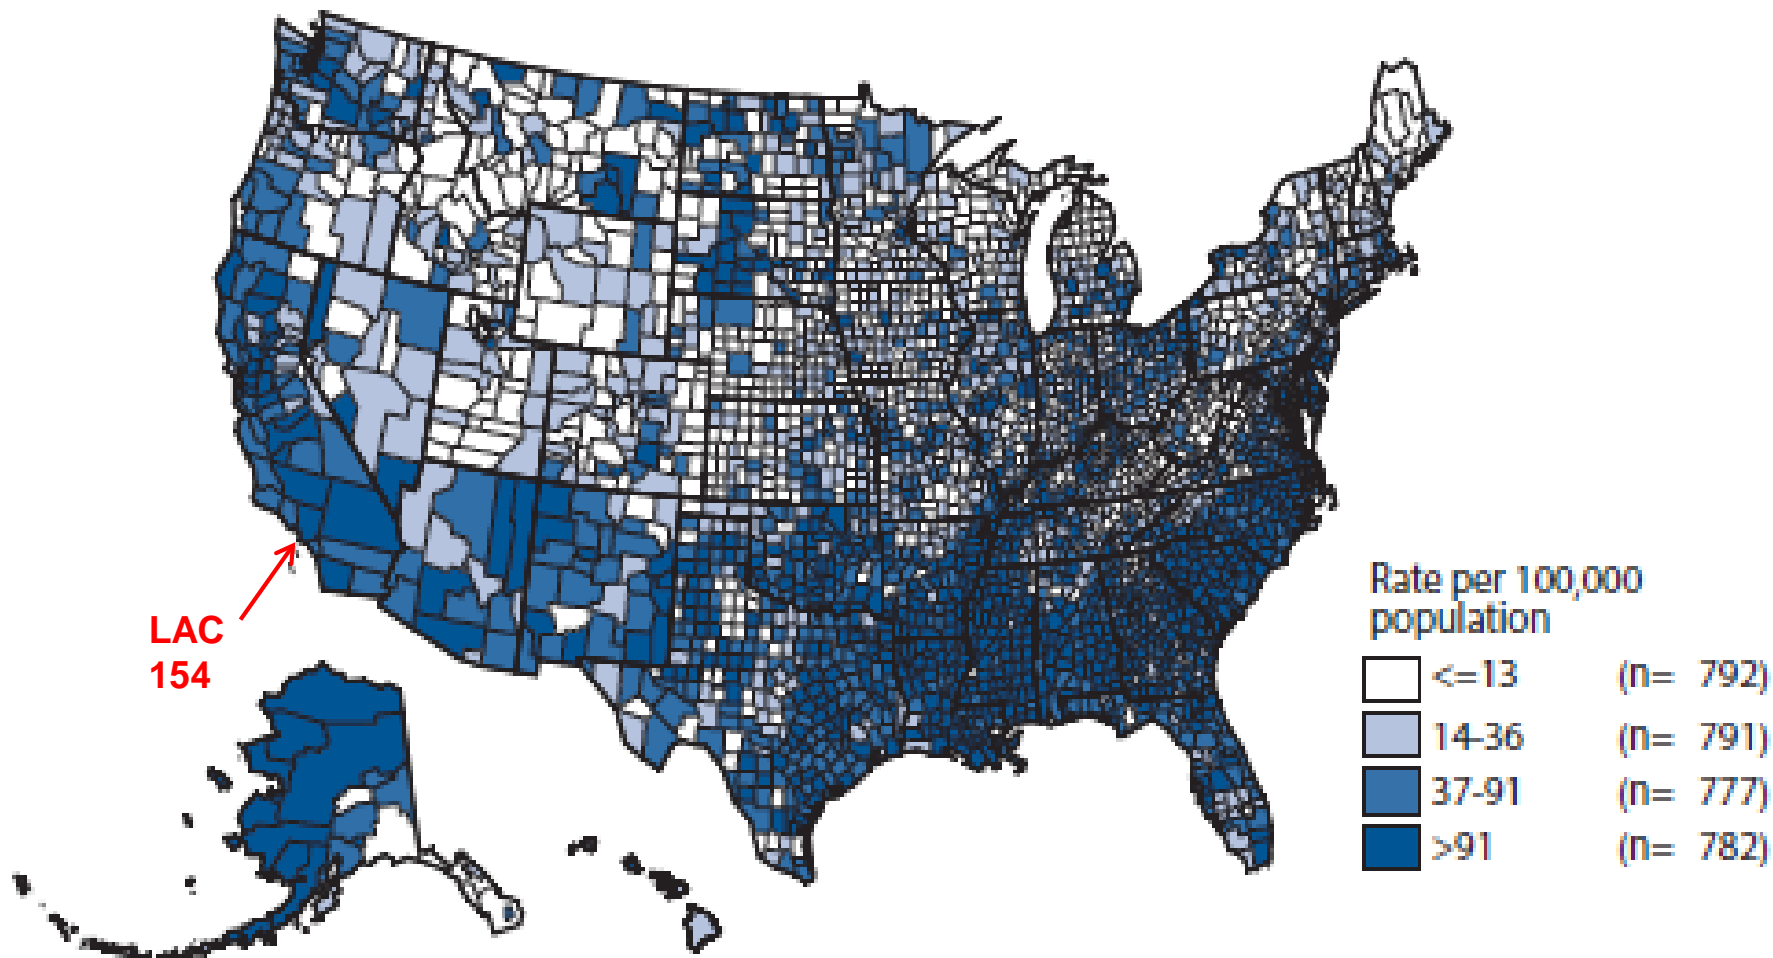 LAC
154
Rate per 100,000
population
<=13 (n= 792)
14-36 (n= 791)
37-91 (n= 777)
>91 (n= 782)